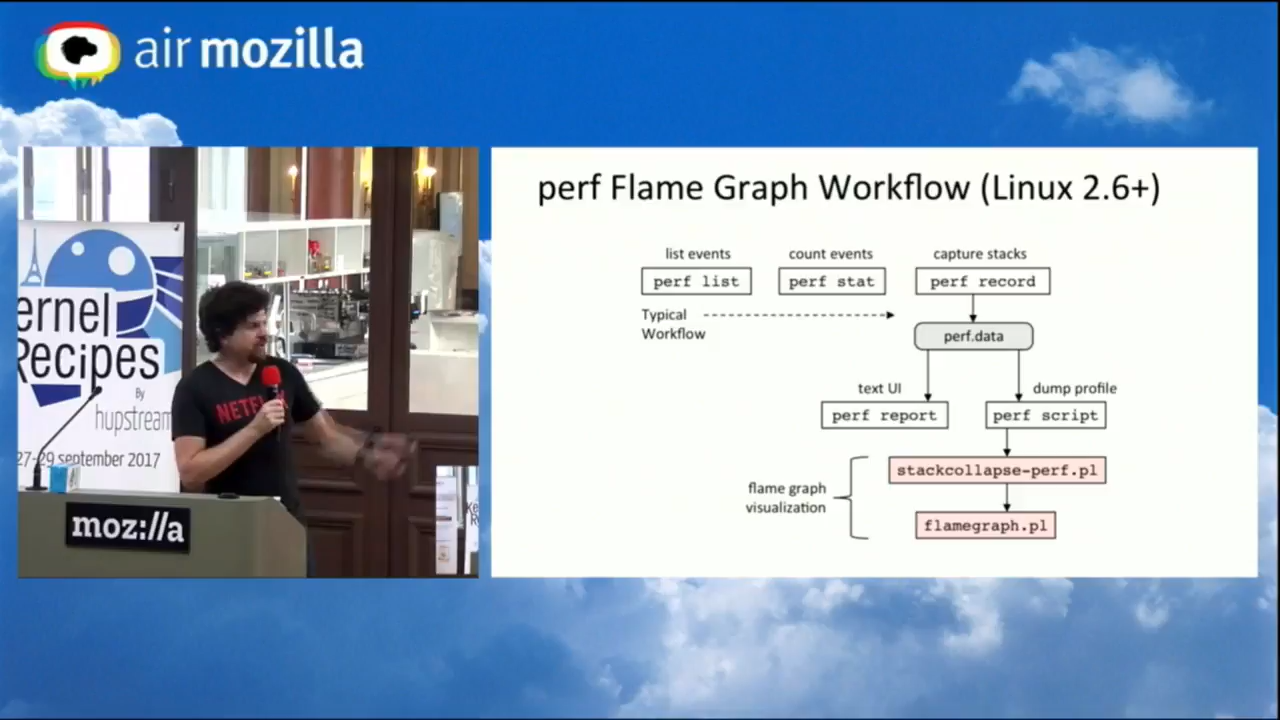 air mozilla
ernel
Recipes
By
hupstream
27-29 september 2017
NETFLIX
moz://a
perf Flame Graph Workflow (Linux 2.6+)
list events
count events
capture stacks
perf list
perf stat
perf record
Typical
Workflow
perf.data
text UI
dump profile
perf report
perf script
stackcollapse-perf.pl
flame graph
visualization
flamegraph.pl